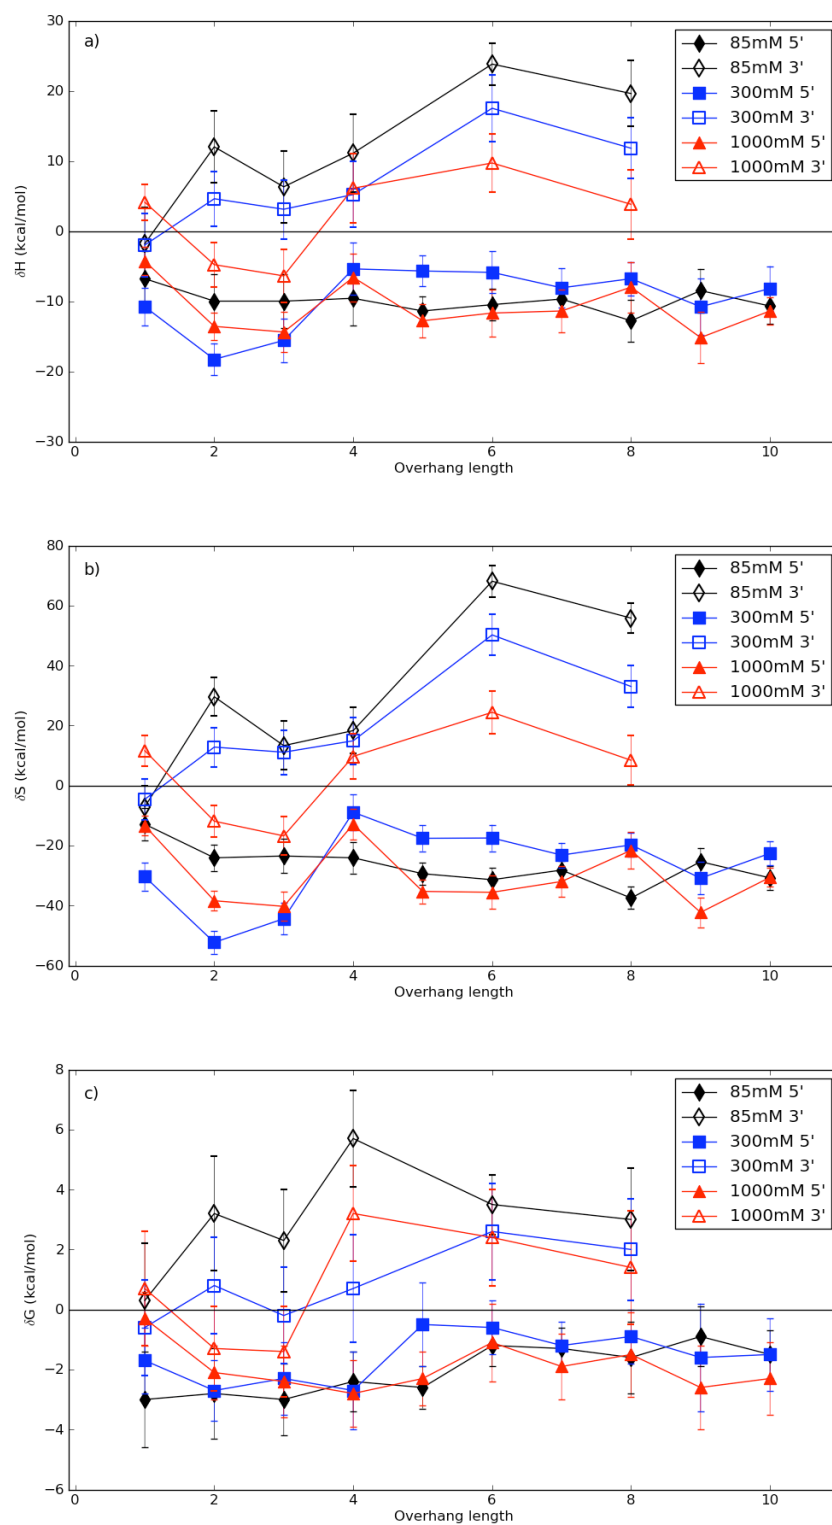 a)
30
20
10
0
−10
−20
−30
δH (kcal/mol)
85mM 5'
85mM 3'
300mM 5'
300mM 3'
1000mM 5'
1000mM 3'
0 2 4 6 8 10
Overhang length
b)
80
60
40
20
0
−20
−40
−60
δS (kcal/mol)
85mM 5'
85mM 3'
300mM 5'
300mM 3'
1000mM 5'
1000mM 3'
0 2 4 6 8 10
Overhang length
c)
8
6
4
2
0
−2
−4
−6
δG (kcal/mol)
85mM 5'
85mM 3'
300mM 5'
300mM 3'
1000mM 5'
1000mM 3'
0 2 4 6 8 10
Overhang length